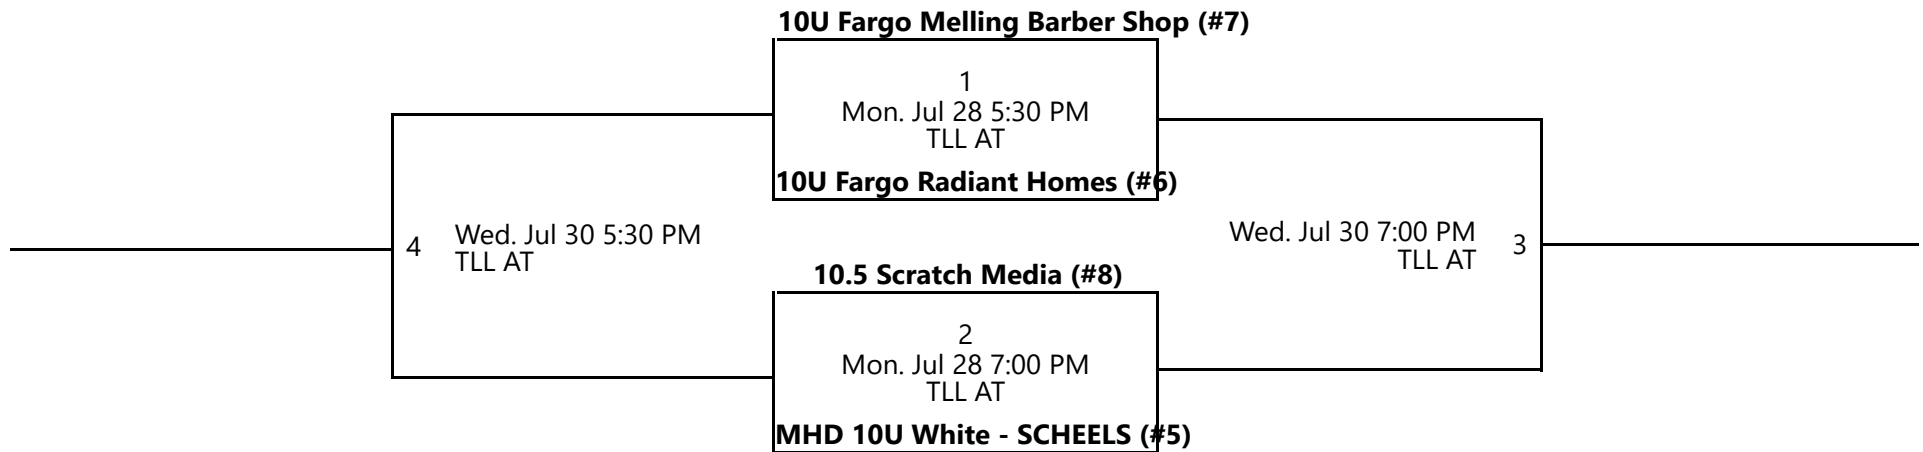 10U Fargo Melling Barber Shop (#7)
1
Mon. Jul 28 5:30 PM
TLL AT
10U Fargo Radiant Homes (#6)
4
Wed. Jul 30 5:30 PM
TLL AT
Wed. Jul 30 7:00 PM
TLL AT
3
10.5 Scratch Media (#8)
2
Mon. Jul 28 7:00 PM
TLL AT
MHD 10U White - SCHEELS (#5)